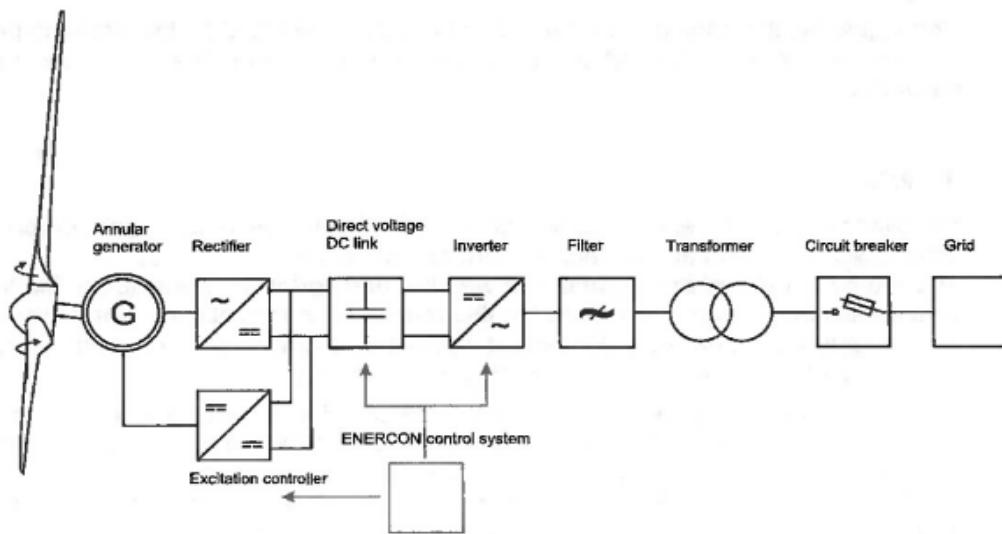 Annular
generator
Rectifier
Direct voltage
DC link
Inverter
Filter
Transformer
Circuit breaker
Grid
G
ENERCON control system
Excitation controller